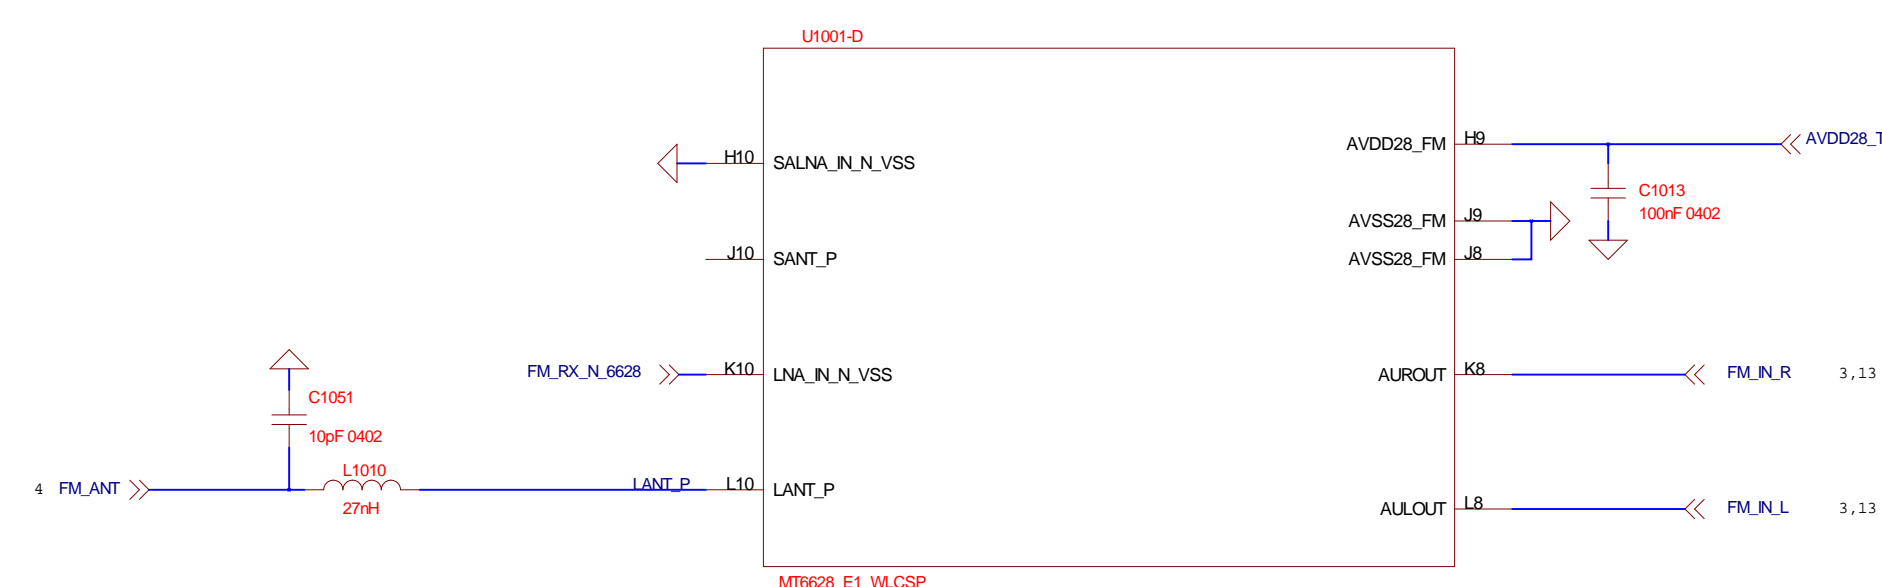 U1001-D
H10 SALNA_IN_N_VSS
J10 SANT_P
FM_RX_N_6628 K10 LNA_IN_N_VSS
C1051
10pF 0402
L1010
27nH
4 FM_ANT
LANT_P L10 LANT_P
AVDD28_FM H9 AVDD28_T
C1013
100nF 0402
AVSS28_FM J9
AVSS28_FM J8
AUROUT K8 FM_IN_R 3,13
AULOUT L8 FM_IN_L 3,13
MT6628_E1_WLCSP